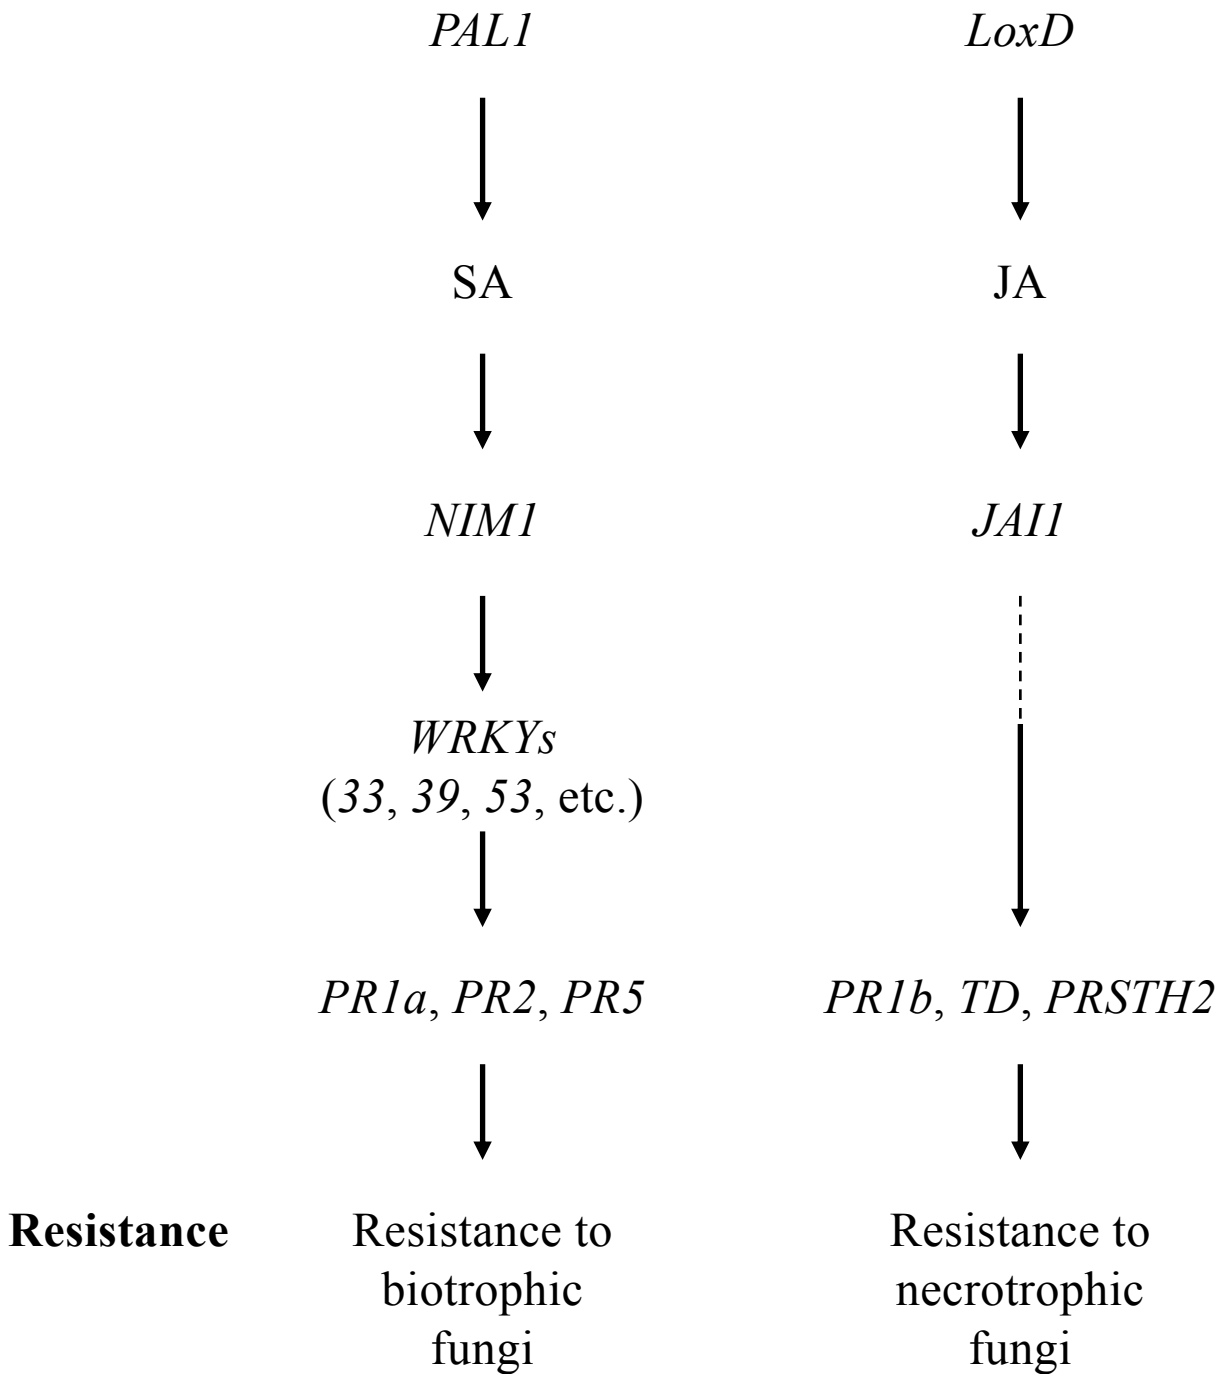 PAL1 LoxD
SA JA
NIM1 JAI1
WRKYs
(33, 39, 53, etc.)
PR1a, PR2, PR5 PR1b, TD, PRSTH2
Resistance Resistance to Resistance to
biotrophic necrotrophic
fungi fungi